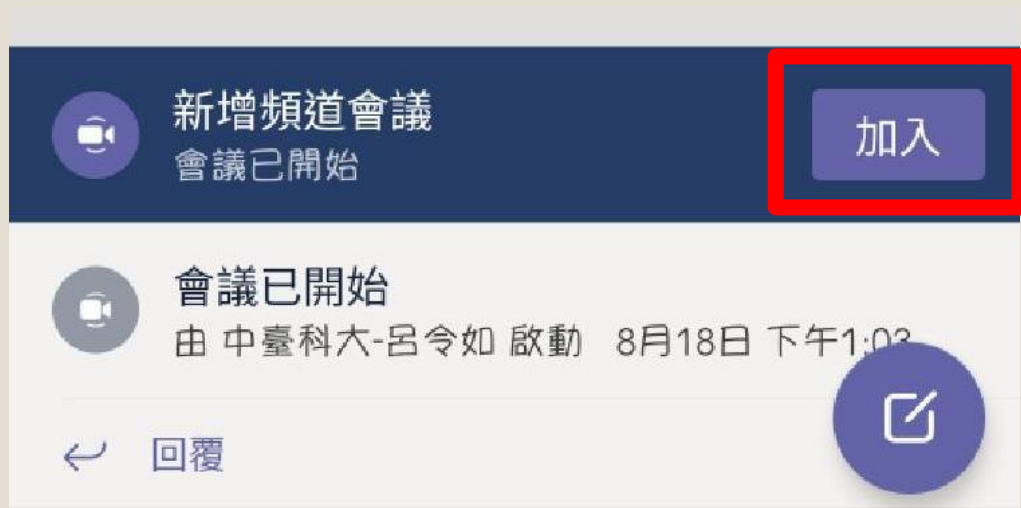 新增頻道會議
會議已開始
加入
會議已開始
由 中臺科大-呂令如 啟動 8月18日 下午1:03
回覆